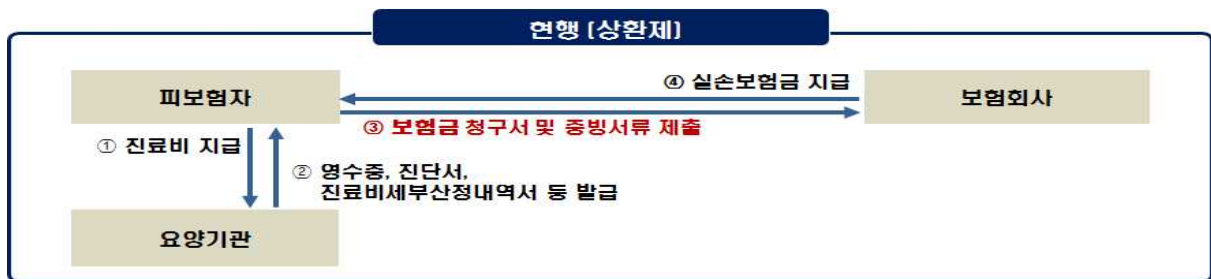 현행 [상환제]
④ 실손보험금 지급
피보험자
보험회사
③ 보험금 청구서 및 증빙서류 제출
① 진료비 지급
② 영수증, 진단서,
진료비세부산정내역서 등 발급
요양기관